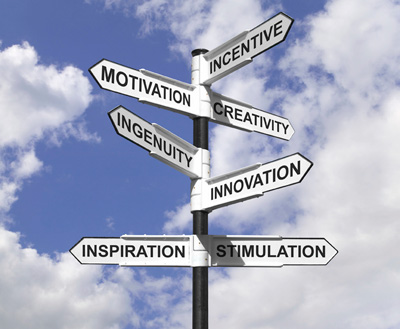 INCENTIVE
MOTIVATION
CREATIVITY
INGENUITY
INNOVATION
INSPIRATION
STIMULATION